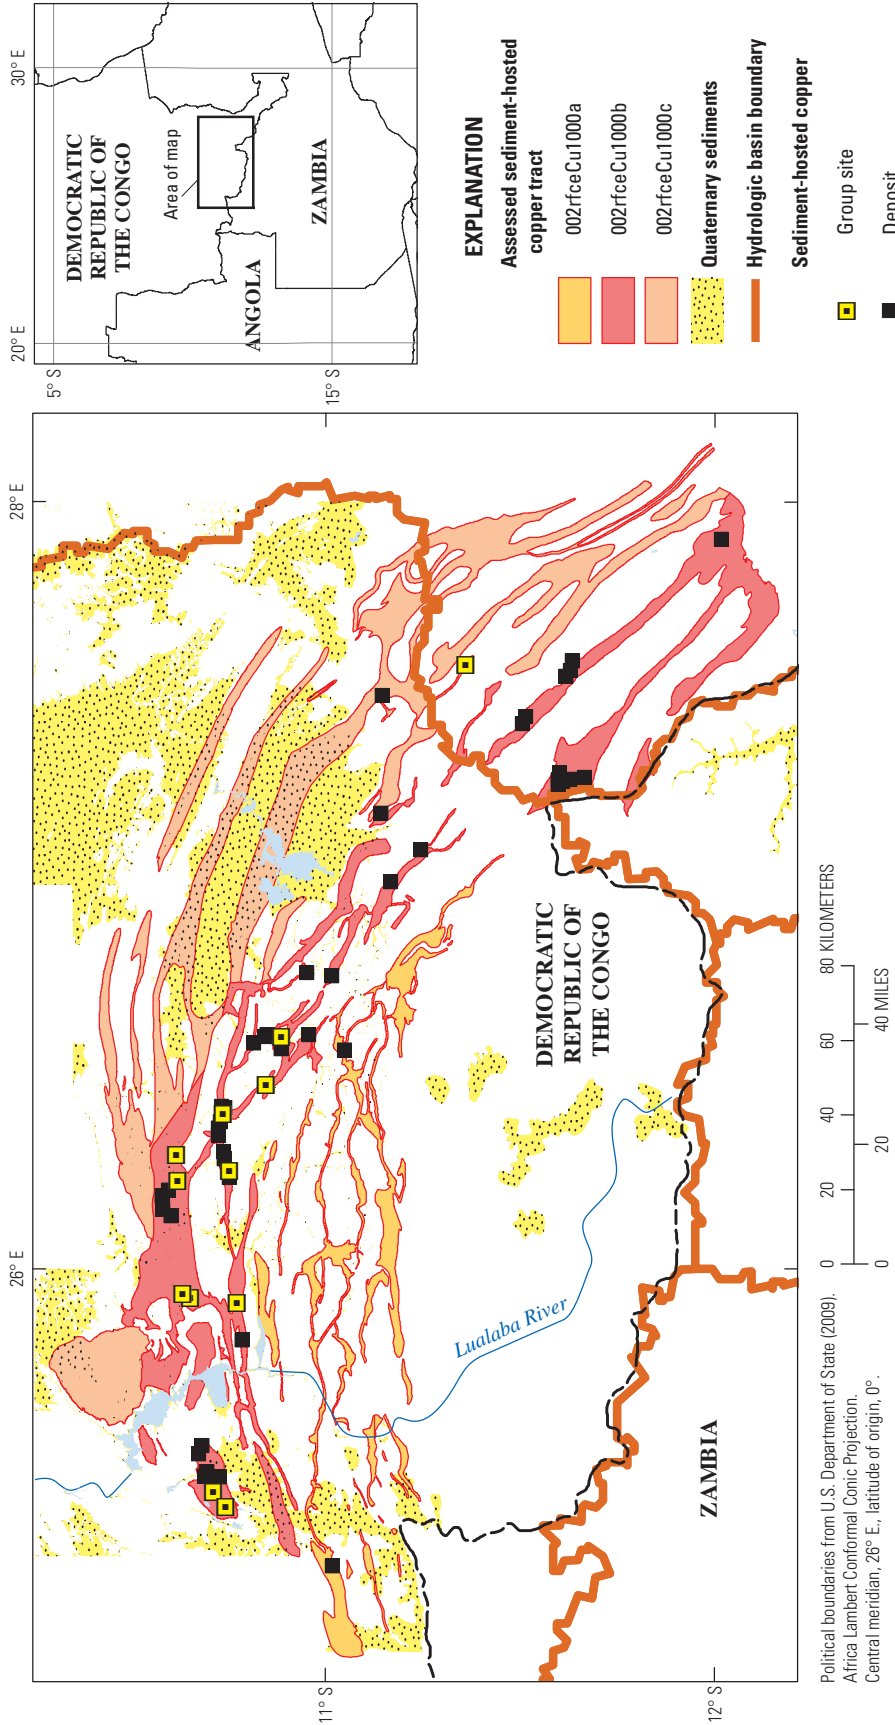 26° E
28° E
11° S
12° S
Lualaba River
DEMOCRATIC
REPUBLIC OF
THE CONGO
ZAMBIA
20° E
30° E
5° S
15° S
DEMOCRATIC
REPUBLIC OF
THE CONGO
Area of map
ANGOLA
ZAMBIA
EXPLANATION
Assessed sediment-hosted
copper tract
002rfceCu1000a
002rfceCu1000b
002rfceCu1000c
Quaternary sediments
Hydrologic basin boundary
Sediment-hosted copper
Group site
Deposit
Political boundaries from U.S. Department of State (2009).
Africa Lambert Conformal Conic Projection.
Central meridian, 26° E., latitude of origin, 0°.
0 20 40 60 80 KILOMETERS
0 20 40 MILES